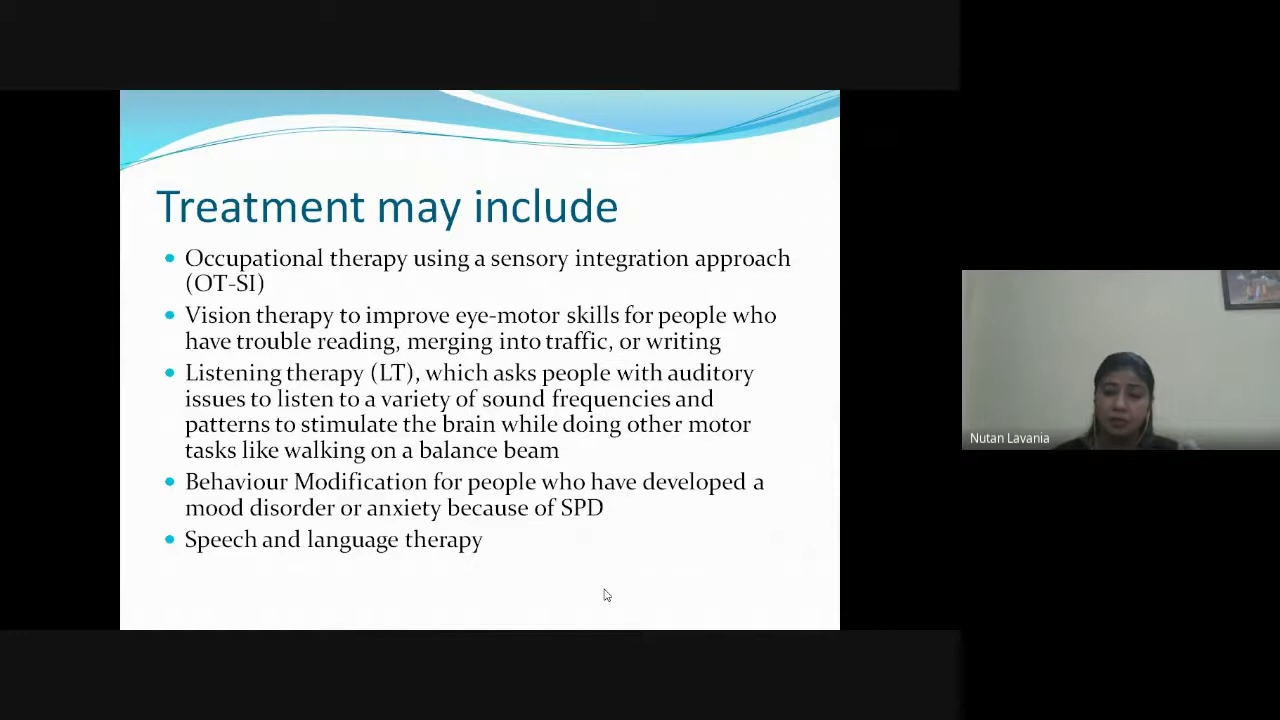 Treatment may include
Occupational therapy using a sensory integration approach
(OT-SI)
Vision therapy to improve eye-motor skills for people who
have trouble reading, merging into traffic, or writing
Listening therapy (LT), which asks people with auditory
issues to listen to a variety of sound frequencies and
patterns to stimulate the brain while doing other motor
tasks like walking on a balance beam
Behaviour Modification for people who have developed a
mood disorder or anxiety because of SPD
Speech and language therapy
Nutan Lavania